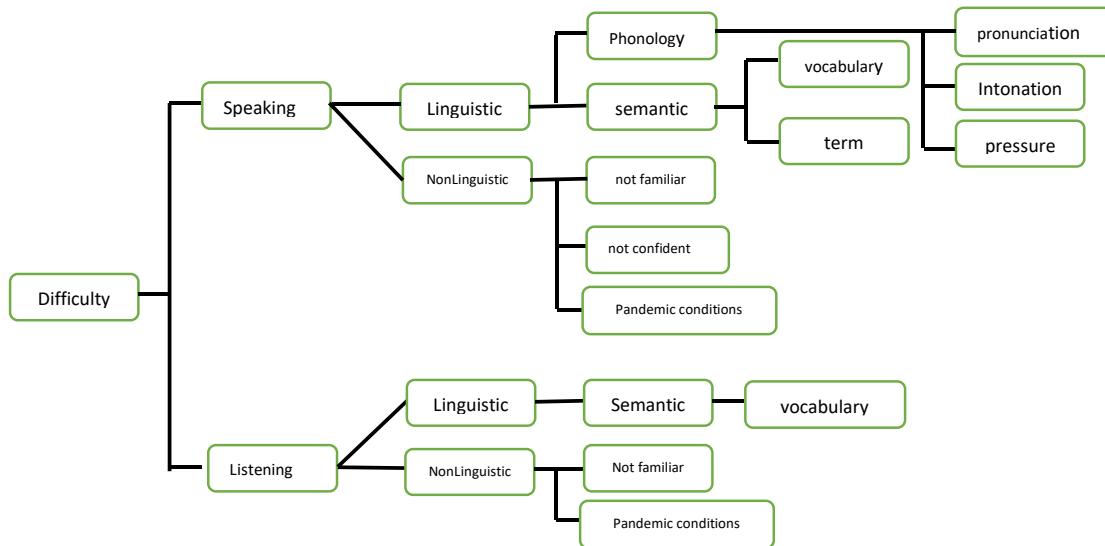 Phonology
pronunciation
vocabulary
Intonation
Speaking
Linguistic
semantic
term
pressure
NonLinguistic
not familiar
not confident
Difficulty
Pandemic conditions
Linguistic
Semantic
vocabulary
Listening
NonLinguistic
Not familiar
Pandemic conditions